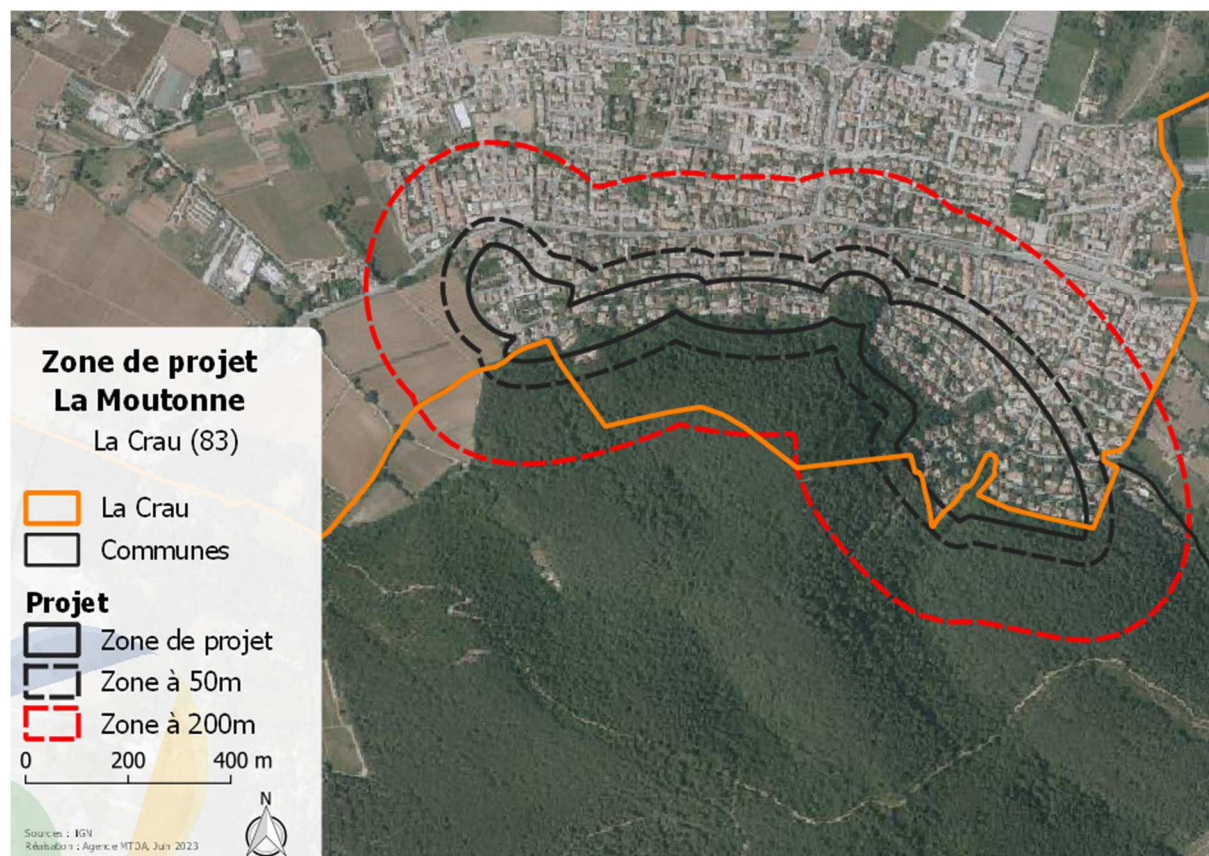 Zone de projet
La Moutonne
La Crau (83)
La Crau
Communes
Projet
Zone de projet
Zone à 50m
Zone à 200m
0 200 400 m
N
Sources : IGN
Réalisation : Agence MTDA, Juin 2023